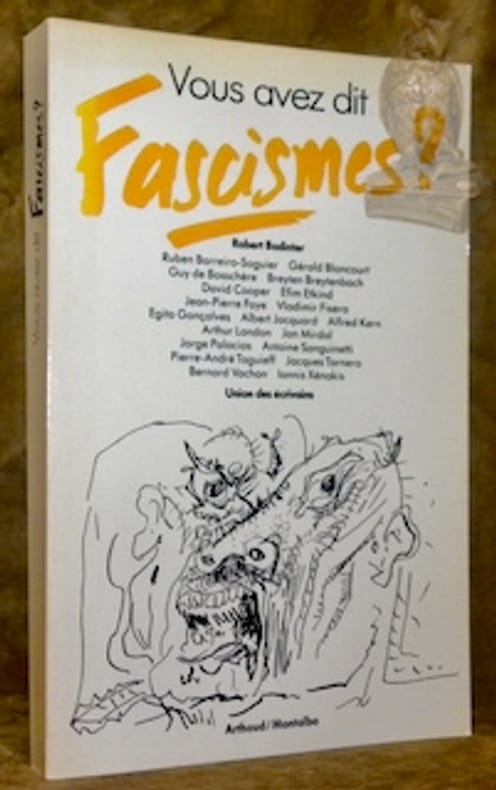 Vous avez dit
Fascismes?
Robert Badinter
Ruben Barreiro-Saguier Gérald Bloncourt
Guy de Bosschère Breyten Breytenbach
David Cooper Efim Etkind
Jean-Pierre Faye Vladimir Fisera
Egito Gonçalves Albert Jacquard Alfred Kern
Arthur London Jan Mirdal
Jorge Palacios Antoine Sanguinetti
Pierre-André Taguieff Jacques Tarnero
Bernard Vachon Iannis Xénakis
Union des écrivains
Arthaud/Montalba
Vous avez dit Fascismes?